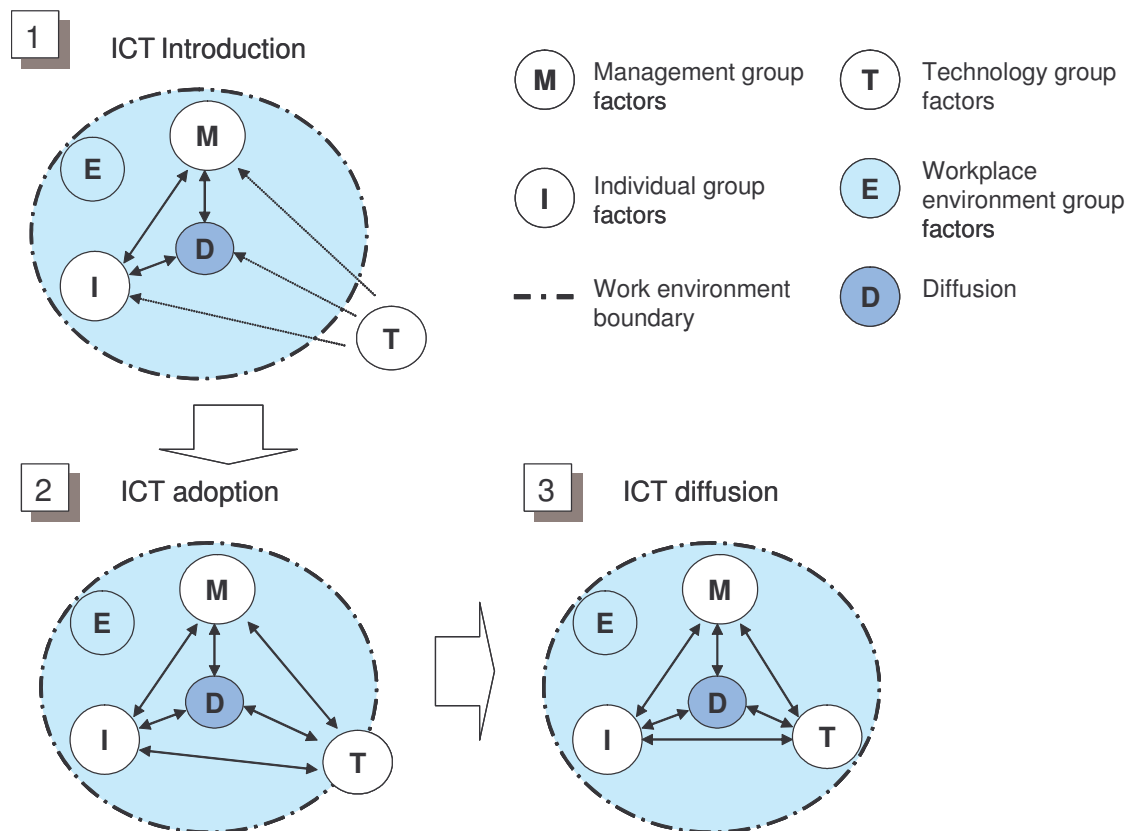 1
ICT Introduction
M
E
D
I
T
M
Management group
factors
T
Technology group
factors
I
Individual group
factors
E
Workplace
environment group
factors
Work environment
boundary
D
Diffusion
2
ICT adoption
M
E
D
I
T
3
ICT diffusion
M
E
D
I
T